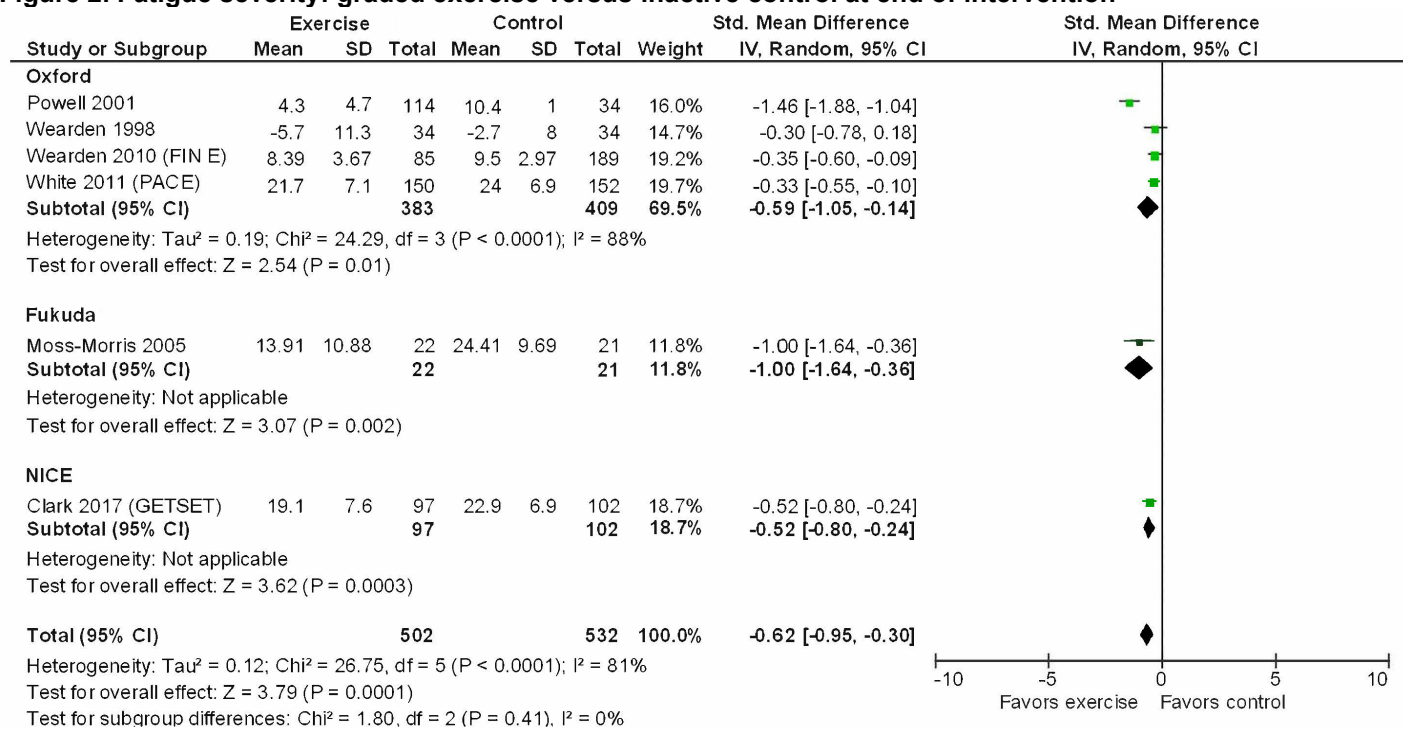 Figure 2. Fatigue severity: graded exercise versus inactive control at end of intervention
Exercise Control Std. Mean Difference Std. Mean Difference
Study or Subgroup Mean SD Total Mean SD Total Weight IV, Random, 95% CI IV, Random, 95% CI
Oxford
Powell 2001 4.3 4.7 114 10.4 1 34 16.0% -1.46 [-1.88, -1.04]
Wearden 1998 -5.7 11.3 34 -2.7 8 34 14.7% -0.30 [-0.78, 0.18]
Wearden 2010 (FIN E) 8.39 3.67 85 9.5 2.97 189 19.2% -0.35 [-0.60, -0.09]
White 2011 (PACE) 21.7 7.1 150 24 6.9 152 19.7% -0.33 [-0.55, -0.10]
Subtotal (95% CI) 383 409 69.5% -0.59 [-1.05, -0.14]
Heterogeneity: Tau² = 0.19; Chi² = 24.29, df = 3 (P < 0.0001); I² = 88%
Test for overall effect: Z = 2.54 (P = 0.01)
Fukuda
Moss-Morris 2005 13.91 10.88 22 24.41 9.69 21 11.8% -1.00 [-1.64, -0.36]
Subtotal (95% CI) 22 21 11.8% -1.00 [-1.64, -0.36]
Heterogeneity: Not applicable
Test for overall effect: Z = 3.07 (P = 0.002)
NICE
Clark 2017 (GETSET) 19.1 7.6 97 22.9 6.9 102 18.7% -0.52 [-0.80, -0.24]
Subtotal (95% CI) 97 102 18.7% -0.52 [-0.80, -0.24]
Heterogeneity: Not applicable
Test for overall effect: Z = 3.62 (P = 0.0003)
Total (95% CI) 502 532 100.0% -0.62 [-0.95, -0.30]
Heterogeneity: Tau² = 0.12; Chi² = 26.75, df = 5 (P < 0.0001); I² = 81%
Test for overall effect: Z = 3.79 (P = 0.0001)
Test for subgroup differences: Chi² = 1.80, df = 2 (P = 0.41), I² = 0%
-10 -5 0 5 10
Favors exercise Favors control